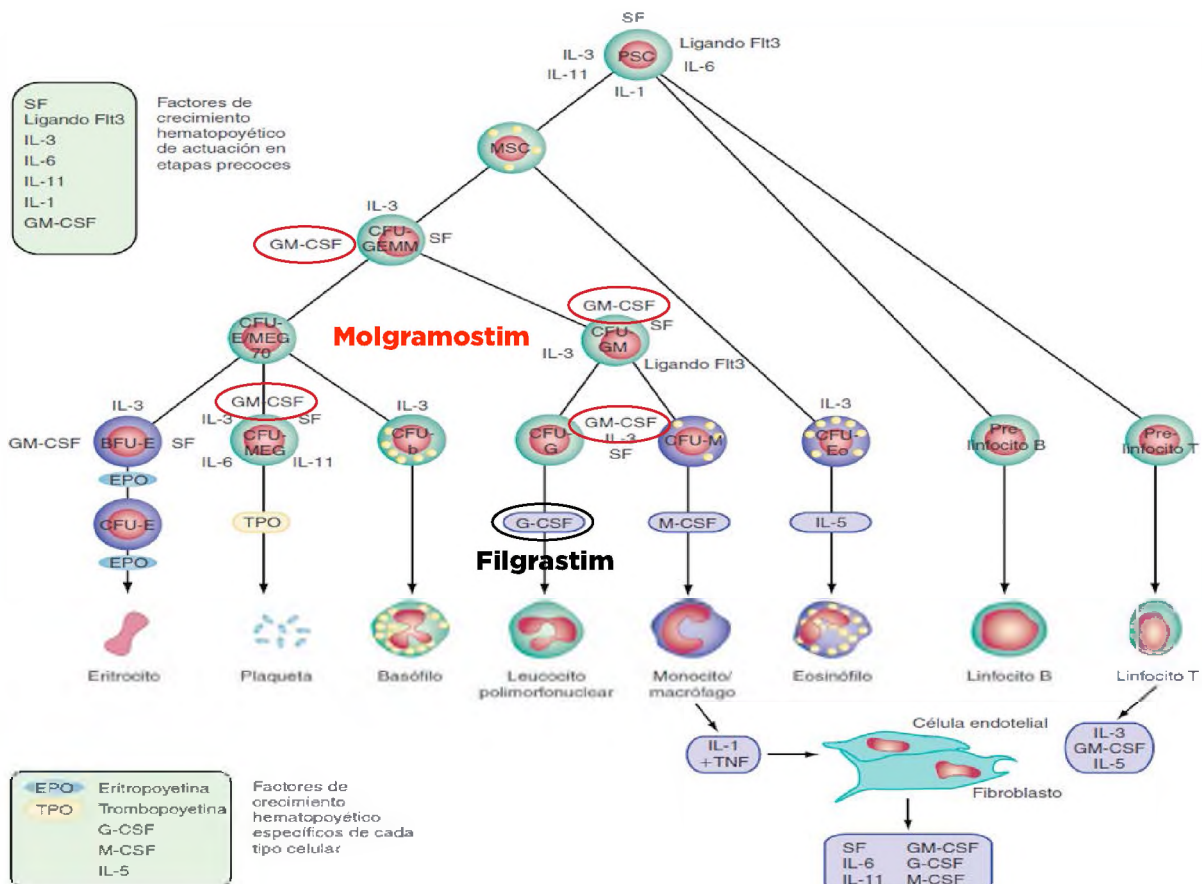 SF
IL-3
PSC
Ligando Flt3
IL-11
IL-6
IL-1
SF
Ligando Flt3
IL-3
IL-6
IL-11
IL-1
GM-CSF
Factores de
crecimiento
hematopoyético
de actuación en
etapas precoces
MSC
IL-3
GM-CSF
CFU-
GEMM
SF
CFU-
E/MEG
70
Molgramostim
GM-CSF
CFU-
GM
SF
IL-3
Ligando Flt3
IL-3
GM-CSF
BFU-E
SF
EPO
CFU-E
EPO
GM-CSF
IL-3
SF
CFU-
MEG
IL-6
IL-11
TPO
IL-3
CFU-
b
CFU-
G
GM-CSF
IL-3
SF
CFU-M
IL-3
CFU-
Eo
Pre-
linfocito B
Pre-
linfocito T
G-CSF
M-CSF
IL-5
Filgrastim
Eritrocito
Plaqueta
Basófilo
Leucocito
polimorfonuclear
Monocito/
macrófago
Eosinófilo
Linfocito B
Linfocito T
IL-1
+TNF
Célula endotelial
Fibroblasto
IL-3
GM-CSF
IL-5
EPO Eritropoyetina
TPO Trombopoyetina
G-CSF
M-CSF
IL-5
Factores de
crecimiento
hematopoyético
específicos de cada
tipo celular
SF GM-CSF
IL-6 G-CSF
IL-11 M-CSF